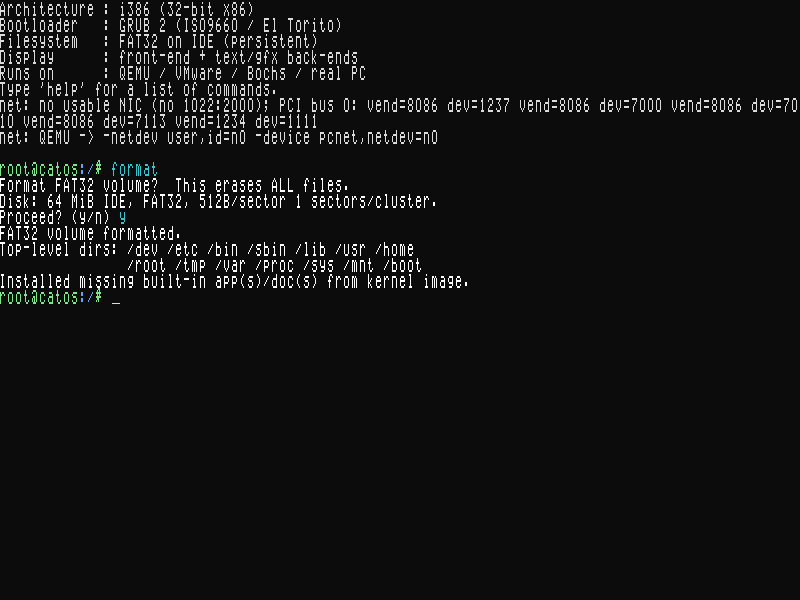 Architecture : i386 (32-bit x86)
Bootloader   : GRUB 2 (ISO9660 / El Torito)
Filesystem   : FAT32 on IDE (persistent)
Display      : front-end + text/gfx back-ends
Runs on      : QEMU / VMware / Bochs / real PC
Type 'help' for a list of commands.
net: no usable NIC (no 1022:2000); PCI bus 0: vend=8086 dev=1237 vend=8086 dev=7000 vend=8086 dev=70
10 vend=8086 dev=7113 vend=1234 dev=1111
net: QEMU -> -netdev user,id=n0 -device pcnet,netdev=n0
root@catos:/# format
Format FAT32 volume?  This erases ALL files.
Disk: 64 MiB IDE, FAT32, 512B/sector 1 sectors/cluster.
Proceed? (y/n) y
FAT32 volume formatted.
Top-level dirs: /dev /etc /bin /sbin /lib /usr /home
                /root /tmp /var /proc /sys /mnt /boot
Installed missing built-in app(s)/doc(s) from kernel image.
root@catos:/# _